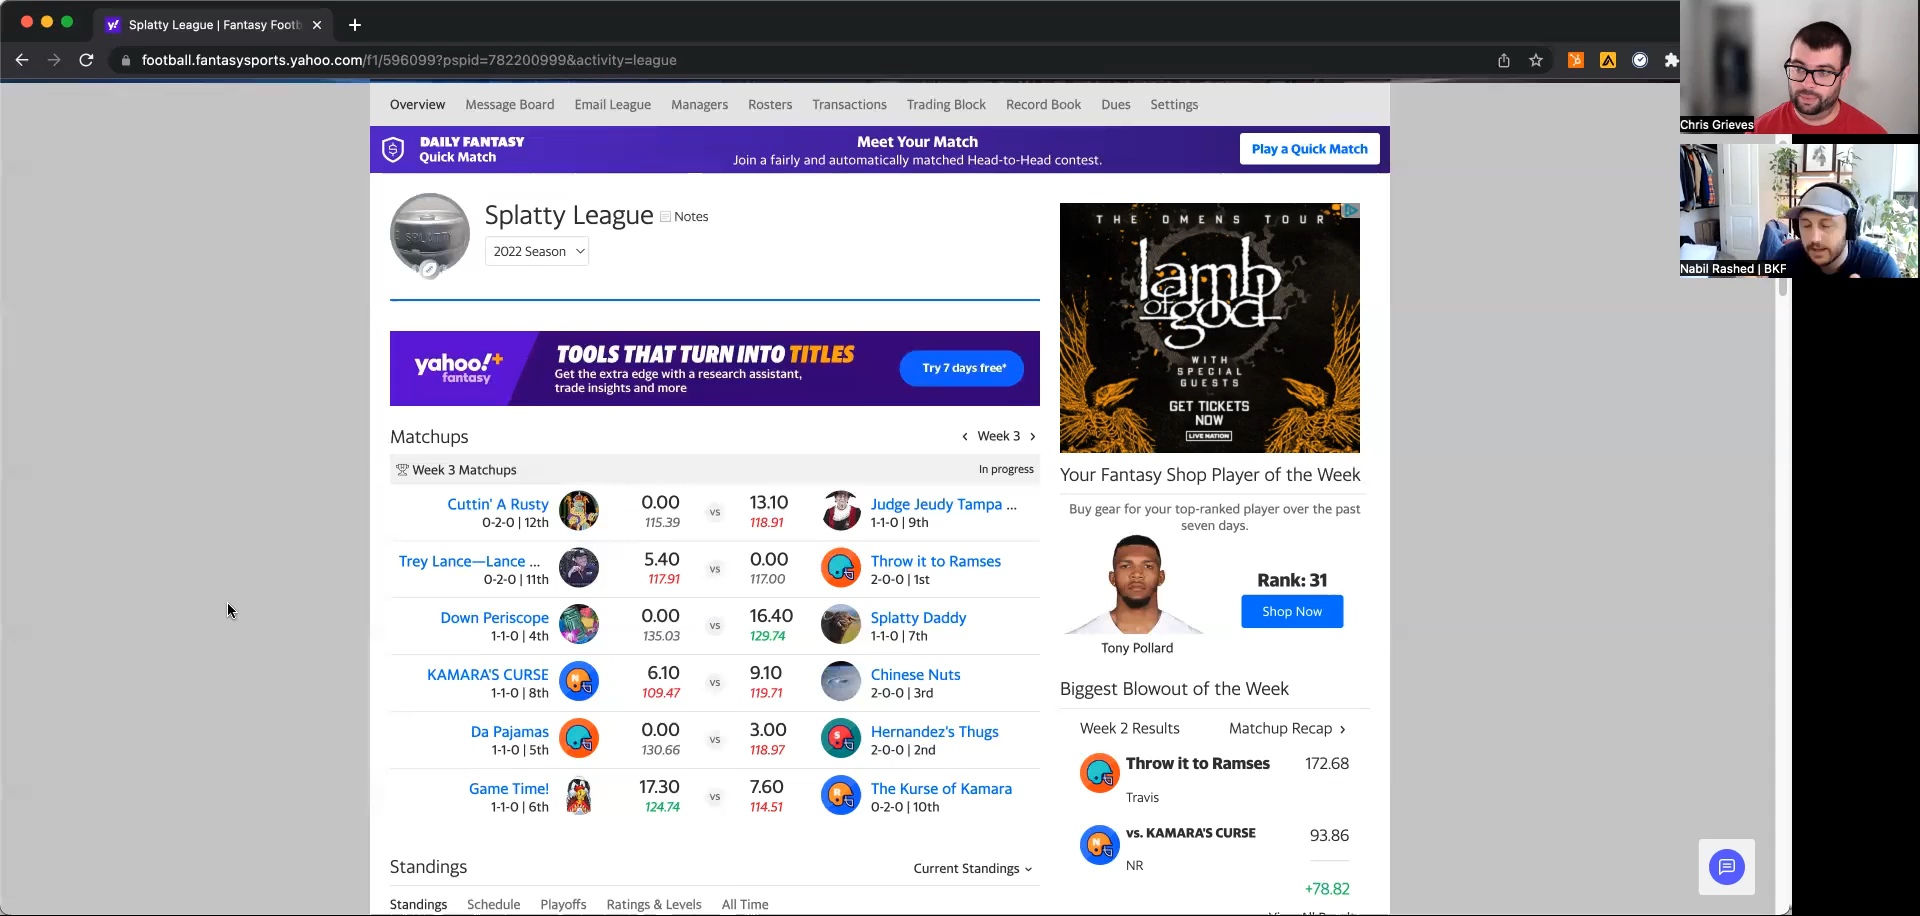 Splatty League | Fantasy Footb
football.fantasysports.yahoo.com/f1/596099?pspid=782200999&activity=league
Chris Grieves
Nabil Rashed | BKF
Overview Message Board Email League Managers Rosters Transactions Trading Block Record Book Dues Settings
DAILY FANTASY
Quick Match
Meet Your Match
Join a fairly and automatically matched Head-to-Head contest.
Play a Quick Match
SPLATTY
Splatty League Notes
2022 Season
yahoo!+
fantasy
TOOLS THAT TURN INTO TITLES
Get the extra edge with a research assistant,
trade insights and more
Try 7 days free*
Matchups
Week 3
Week 3 Matchups
In progress
Cuttin' A Rusty 0.00 vs 13.10 Judge Jeudy Tampa ...
0-2-0 | 12th 115.39 118.91 1-1-0 | 9th
Trey Lance—Lance ... 5.40 vs 0.00 Throw it to Ramses
0-2-0 | 11th 117.91 117.00 2-0-0 | 1st
Down Periscope 0.00 vs 16.40 Splatty Daddy
1-1-0 | 4th 135.03 129.74 1-1-0 | 7th
KAMARA'S CURSE 6.10 vs 9.10 Chinese Nuts
1-1-0 | 8th 109.47 119.71 2-0-0 | 3rd
Da Pajamas 0.00 vs 3.00 Hernandez's Thugs
1-1-0 | 5th 130.66 118.97 2-0-0 | 2nd
Game Time! 17.30 vs 7.60 The Kurse of Kamara
1-1-0 | 6th 124.74 114.51 0-2-0 | 10th
Standings
Current Standings
Standings Schedule Playoffs Ratings & Levels All Time
THE OMENS TOUR
lamb
of god
WITH
SPECIAL
GUESTS
GET TICKETS
NOW
LIVE NATION
Your Fantasy Shop Player of the Week
Buy gear for your top-ranked player over the past
seven days.
Rank: 31
Shop Now
Tony Pollard
Biggest Blowout of the Week
Week 2 Results Matchup Recap
Throw it to Ramses 172.68
Travis
vs. KAMARA'S CURSE 93.86
NR
+78.82